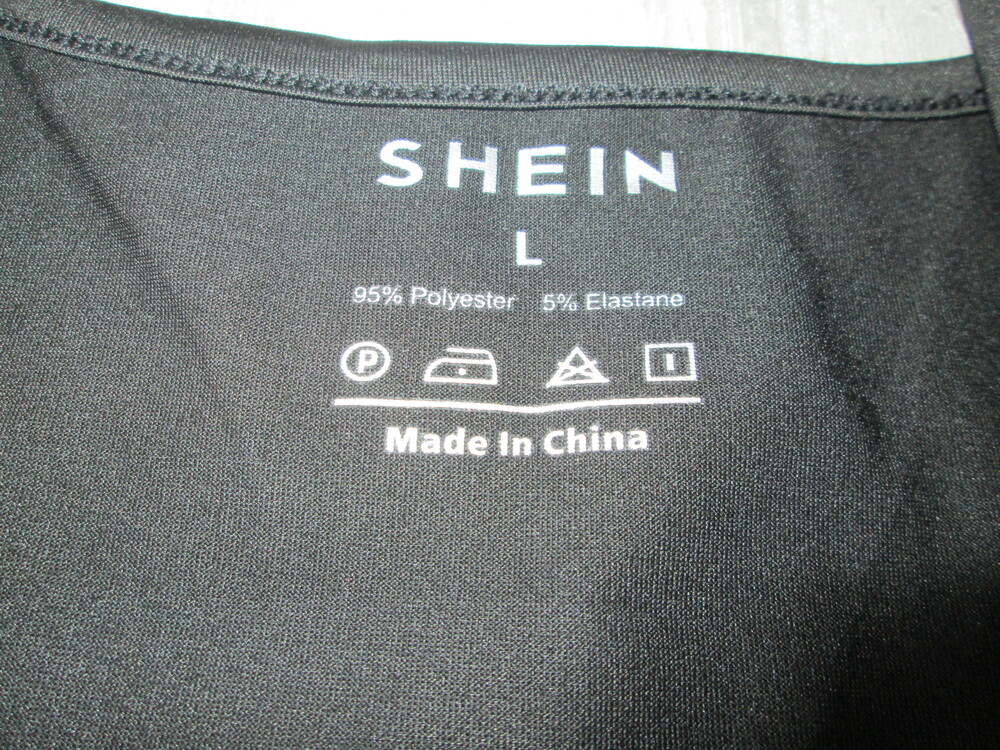 SHEIN
L
95% Polyester 5% Elastane
P
Made In China